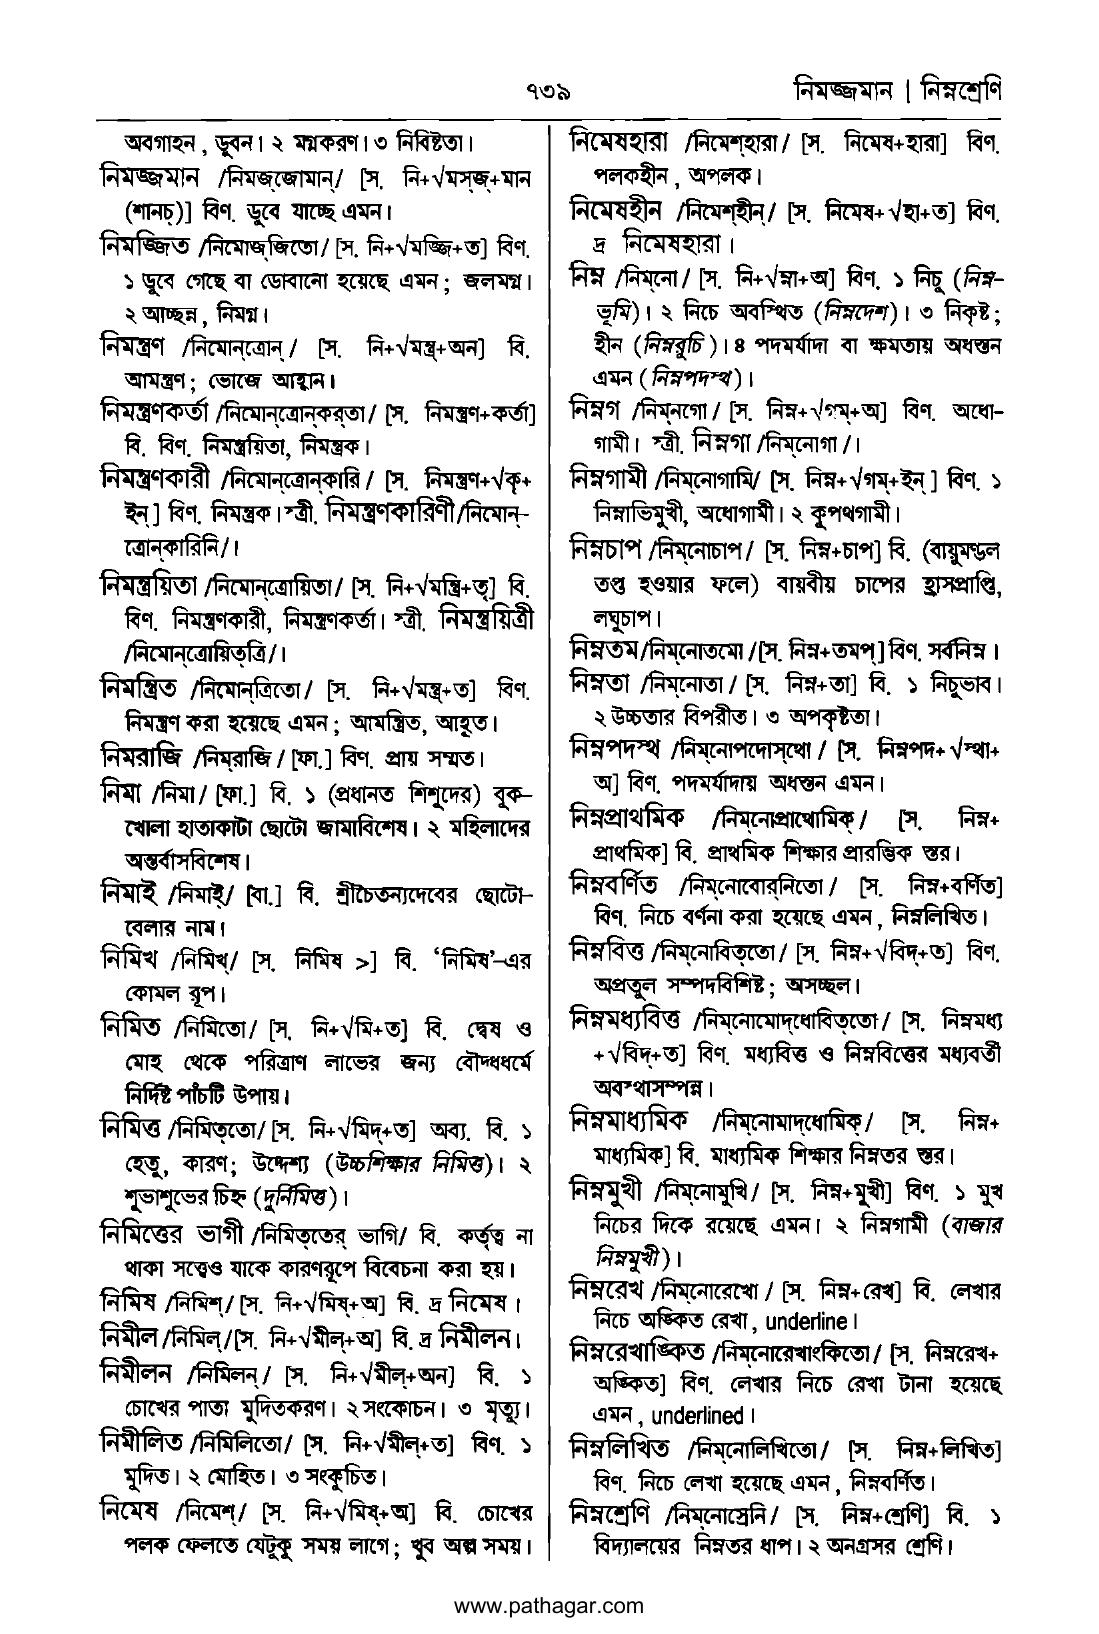 ৭৩৯
নিমজ্জমান | নিম্নশ্রেণি
অবগাহন, ডুবন। ২ মগ্নকরণ। ৩ নিবিষ্টতা।
নিমজ্জমান /নিমজ্‌জোমান্‌/ [স. নি+√মস্‌জ্‌+মান
(শানচ্‌)] বিণ. ডুবে যাচ্ছে এমন।
নিমজ্জিত /নিমোজ্‌জিতো/ [স. নি+√মজ্জি+ত] বিণ.
১ ডুবে গেছে বা ডোবানো হয়েছে এমন; জলমগ্ন।
২ আচ্ছন্ন, নিমগ্ন।
নিমন্ত্রণ /নিমোন্‌ত্রোন্‌/ [স. নি+√মন্ত্র+অন] বি.
আমন্ত্রণ; ভোজে আহ্বান।
নিমন্ত্রণকর্তা /নিমোন্‌ত্রোন্‌কর্‌তা/ [স. নিমন্ত্রণ+কর্তা]
বি. বিণ. নিমন্ত্রয়িতা, নিমন্ত্রক।
নিমন্ত্রণকারী /নিমোন্‌ত্রোন্‌কারি/ [স. নিমন্ত্রণ+√কৃ+
ইন্‌] বিণ. নিমন্ত্রক। স্ত্রী. নিমন্ত্রণকারিণী/নিমোন্‌-
ত্রোন্‌কারিনি/।
নিমন্ত্রয়িতা /নিমোন্‌ত্রোয়িতা/ [স. নি+√মন্ত্রি+তৃ] বি.
বিণ. নিমন্ত্রণকারী, নিমন্ত্রণকর্তা। স্ত্রী. নিমন্ত্রয়িত্রী
/নিমোন্‌ত্রোয়িত্‌ত্রি/।
নিমন্ত্রিত /নিমোন্‌ত্রিতো/ [স. নি+√মন্ত্র+ত] বিণ.
নিমন্ত্রণ করা হয়েছে এমন; আমন্ত্রিত, আহূত।
নিমরাজি /নিম্‌রাজি/ [ফা.] বিণ. প্রায় সম্মত।
নিমা /নিমা/ [ফা.] বি. ১ (প্রধানত শিশুদের) বুক-
খোলা হাতাকাটা ছোটো জামাবিশেষ। ২ মহিলাদের
অন্তর্বাসবিশেষ।
নিমাই /নিমাই্‌/ [বা.] বি. শ্রীচৈতন্যদেবের ছোটো-
বেলার নাম।
নিমিখ /নিমিখ্‌/ [স. নিমিষ >] বি. ‘নিমিষ’-এর
কোমল রূপ।
নিমিত /নিমিতো/ [স. নি+√মি+ত] বি. দ্বেষ ও
মোহ থেকে পরিত্রাণ লাভের জন্য বৌদ্ধধর্মে
নির্দিষ্ট পাঁচটি উপায়।
নিমিত্ত /নিমিত্‌তো/ [স. নি+√মিদ্‌+ত] অব্য. বি. ১
হেতু, কারণ; উদ্দেশ্য (উচ্চশিক্ষার নিমিত্ত)। ২
শুভাশুভের চিহ্ন (দুর্নিমিত্ত)।
নিমিত্তের ভাগী /নিমিত্‌তের্‌ ভাগি/ বি. কর্তৃত্ব না
থাকা সত্ত্বেও যাকে কারণরূপে বিবেচনা করা হয়।
নিমিষ /নিমিশ্‌/ [স. নি+√মিষ্‌+অ] বি. দ্র নিমেষ।
নিমীল /নিমিল্‌/ [স. নি+√মীল্‌+অ] বি. দ্র নিমীলন।
নিমীলন /নিমিলন্‌/ [স. নি+√মীল্‌+অন] বি. ১
চোখের পাতা মুদিতকরণ। ২ সংকোচন। ৩ মৃত্যু।
নিমীলিত /নিমিলিতো/ [স. নি+√মীল্‌+ত] বিণ. ১
মুদিত। ২ মোহিত। ৩ সংকুচিত।
নিমেষ /নিমেশ্‌/ [স. নি+√মিষ্‌+অ] বি. চোখের
পলক ফেলতে যেটুকু সময় লাগে; খুব অল্প সময়।
নিমেষহারা /নিমেশ্‌হারা/ [স. নিমেষ+হারা] বিণ.
পলকহীন, অপলক।
নিমেষহীন /নিমেশ্‌হীন্‌/ [স. নিমেষ+√হা+ত] বিণ.
দ্র নিমেষহারা।
নিম্ন /নিম্‌নো/ [স. নি+√ম্না+অ] বিণ. ১ নিচু (নিম্ন-
ভূমি)। ২ নিচে অবস্থিত (নিম্নদেশ)। ৩ নিকৃষ্ট;
হীন (নিম্নরুচি)। ৪ পদমর্যাদা বা ক্ষমতায় অধস্তন
এমন (নিম্নপদস্থ)।
নিম্নগ /নিম্‌নগো/ [স. নিম্ন+√গম্‌+অ] বিণ. অধো-
গামী। স্ত্রী. নিম্নগা /নিম্‌নোগা/।
নিম্নগামী /নিম্‌নোগামি/ [স. নিম্ন+√গম্‌+ইন্‌] বিণ. ১
নিম্নাভিমুখী, অধোগামী। ২ কুপথগামী।
নিম্নচাপ /নিম্‌নোচাপ/ [স. নিম্ন+চাপ] বি. (বায়ুমণ্ডল
তপ্ত হওয়ার ফলে) বায়বীয় চাপের হ্রাসপ্রাপ্তি,
লঘুচাপ।
নিম্নতম/নিম্‌নোতমো/[স. নিম্ন+তমপ্‌] বিণ. সর্বনিম্ন।
নিম্নতা /নিম্‌নোতা/ [স. নিম্ন+তা] বি. ১ নিচুভাব।
২ উচ্চতার বিপরীত। ৩ অপকৃষ্টতা।
নিম্নপদস্থ /নিম্‌নোপদোস্‌থো/ [স. নিম্নপদ+√স্থা+
অ] বিণ. পদমর্যাদায় অধস্তন এমন।
নিম্নপ্রাথমিক /নিম্‌নোপ্রাথোমিক্‌/ [স. নিম্ন+
প্রাথমিক] বি. প্রাথমিক শিক্ষার প্রারম্ভিক স্তর।
নিম্নবর্ণিত /নিম্‌নোবোর্‌নিতো/ [স. নিম্ন+বর্ণিত]
বিণ. নিচে বর্ণনা করা হয়েছে এমন, নিম্নলিখিত।
নিম্নবিত্ত /নিম্‌নোবিত্‌তো/ [স. নিম্ন+√বিদ্‌+ত] বিণ.
অপ্রতুল সম্পদবিশিষ্ট; অসচ্ছল।
নিম্নমধ্যবিত্ত /নিম্‌নোমোদ্‌ধোবিত্‌তো/ [স. নিম্নমধ্য
+√বিদ্‌+ত] বিণ. মধ্যবিত্ত ও নিম্নবিত্তের মধ্যবর্তী
অবস্থাসম্পন্ন।
নিম্নমাধ্যমিক /নিম্‌নোমাদ্‌ধোমিক্‌/ [স. নিম্ন+
মাধ্যমিক] বি. মাধ্যমিক শিক্ষার নিম্নতর স্তর।
নিম্নমুখী /নিম্‌নোমুখি/ [স. নিম্ন+মুখী] বিণ. ১ মুখ
নিচের দিকে রয়েছে এমন। ২ নিম্নগামী (বাজার
নিম্নমুখী)।
নিম্নরেখ /নিম্‌নোরেখো/ [স. নিম্ন+রেখ] বি. লেখার
নিচে অঙ্কিত রেখা, underline।
নিম্নরেখাঙ্কিত /নিম্‌নোরেখাংকিতো/ [স. নিম্নরেখ+
অঙ্কিত] বিণ. লেখার নিচে রেখা টানা হয়েছে
এমন, underlined।
নিম্নলিখিত /নিম্‌নোলিখিতো/ [স. নিম্ন+লিখিত]
বিণ. নিচে লেখা হয়েছে এমন, নিম্নবর্ণিত।
নিম্নশ্রেণি /নিম্‌নোস্রেনি/ [স. নিম্ন+শ্রেণি] বি. ১
বিদ্যালয়ের নিম্নতর ধাপ। ২ অনগ্রসর শ্রেণি।
www.pathagar.com